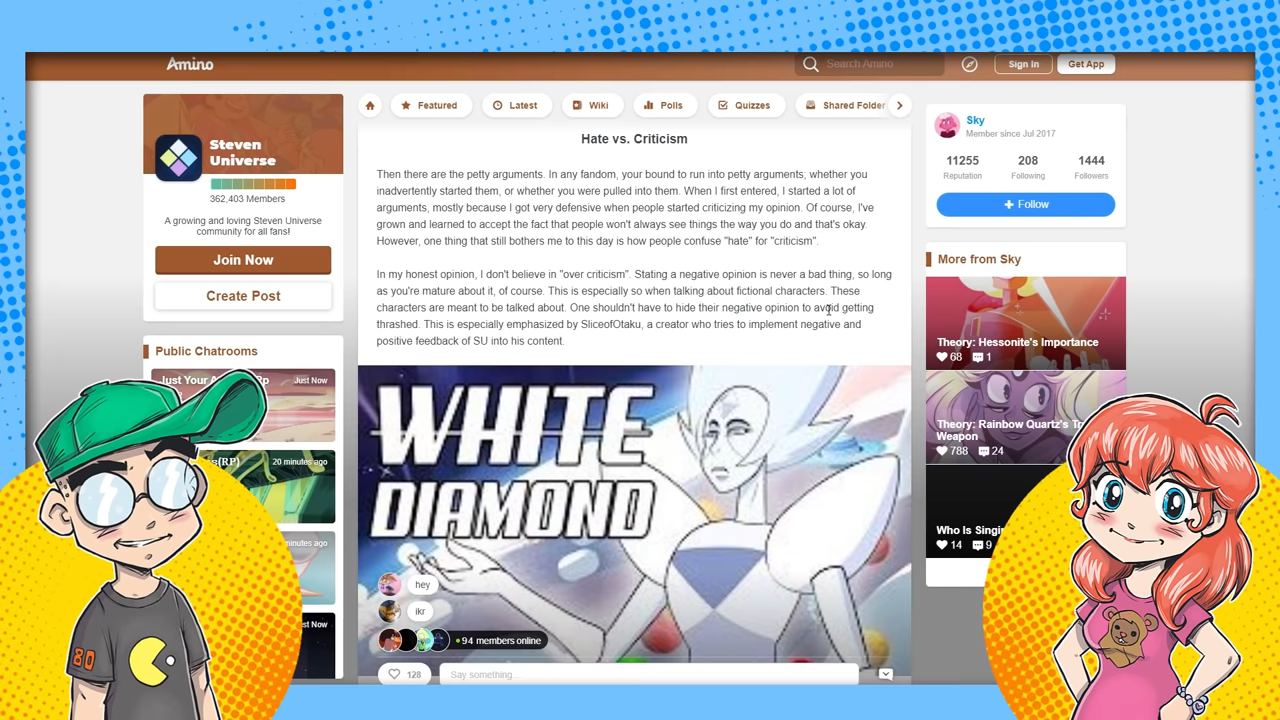 Amino
Search Amino
Sign In
Get App
Steven
Universe
362,403 Members
A growing and loving Steven Universe
community for all fans!
Join Now
Create Post
Public Chatrooms
Just Your A
Rp
Just Now
(RP)
20 minutes ago
minutes ago
st Now
Featured
Latest
Wiki
Polls
Quizzes
Shared Folder
Hate vs. Criticism
Then there are the petty arguments. In any fandom, your bound to run into petty arguments; whether you
inadvertently started them, or whether you were pulled into them. When I first entered, I started a lot of
arguments, mostly because I got very defensive when people started criticizing my opinion. Of course, I've
grown and learned to accept the fact that people won't always see things the way you do and that's okay.
However, one thing that still bothers me to this day is how people confuse "hate" for "criticism".
In my honest opinion, I don't believe in "over criticism". Stating a negative opinion is never a bad thing, so long
as you're mature about it, of course. This is especially so when talking about fictional characters. These
characters are meant to be talked about. One shouldn't have to hide their negative opinion to avoid getting
thrashed. This is especially emphasized by SliceofOtaku, a creator who tries to implement negative and
positive feedback of SU into his content.
WHITE
DIAMOND
hey
ikr
94 members online
128
Say something...
Sky
Member since Jul 2017
11255
208
1444
Reputation
Following
Followers
+ Follow
More from Sky
Theory: Hessonite's Importance
68
1
Theory: Rainbow Quartz's Tr
Weapon
788
24
Who Is Singi
14
9
80